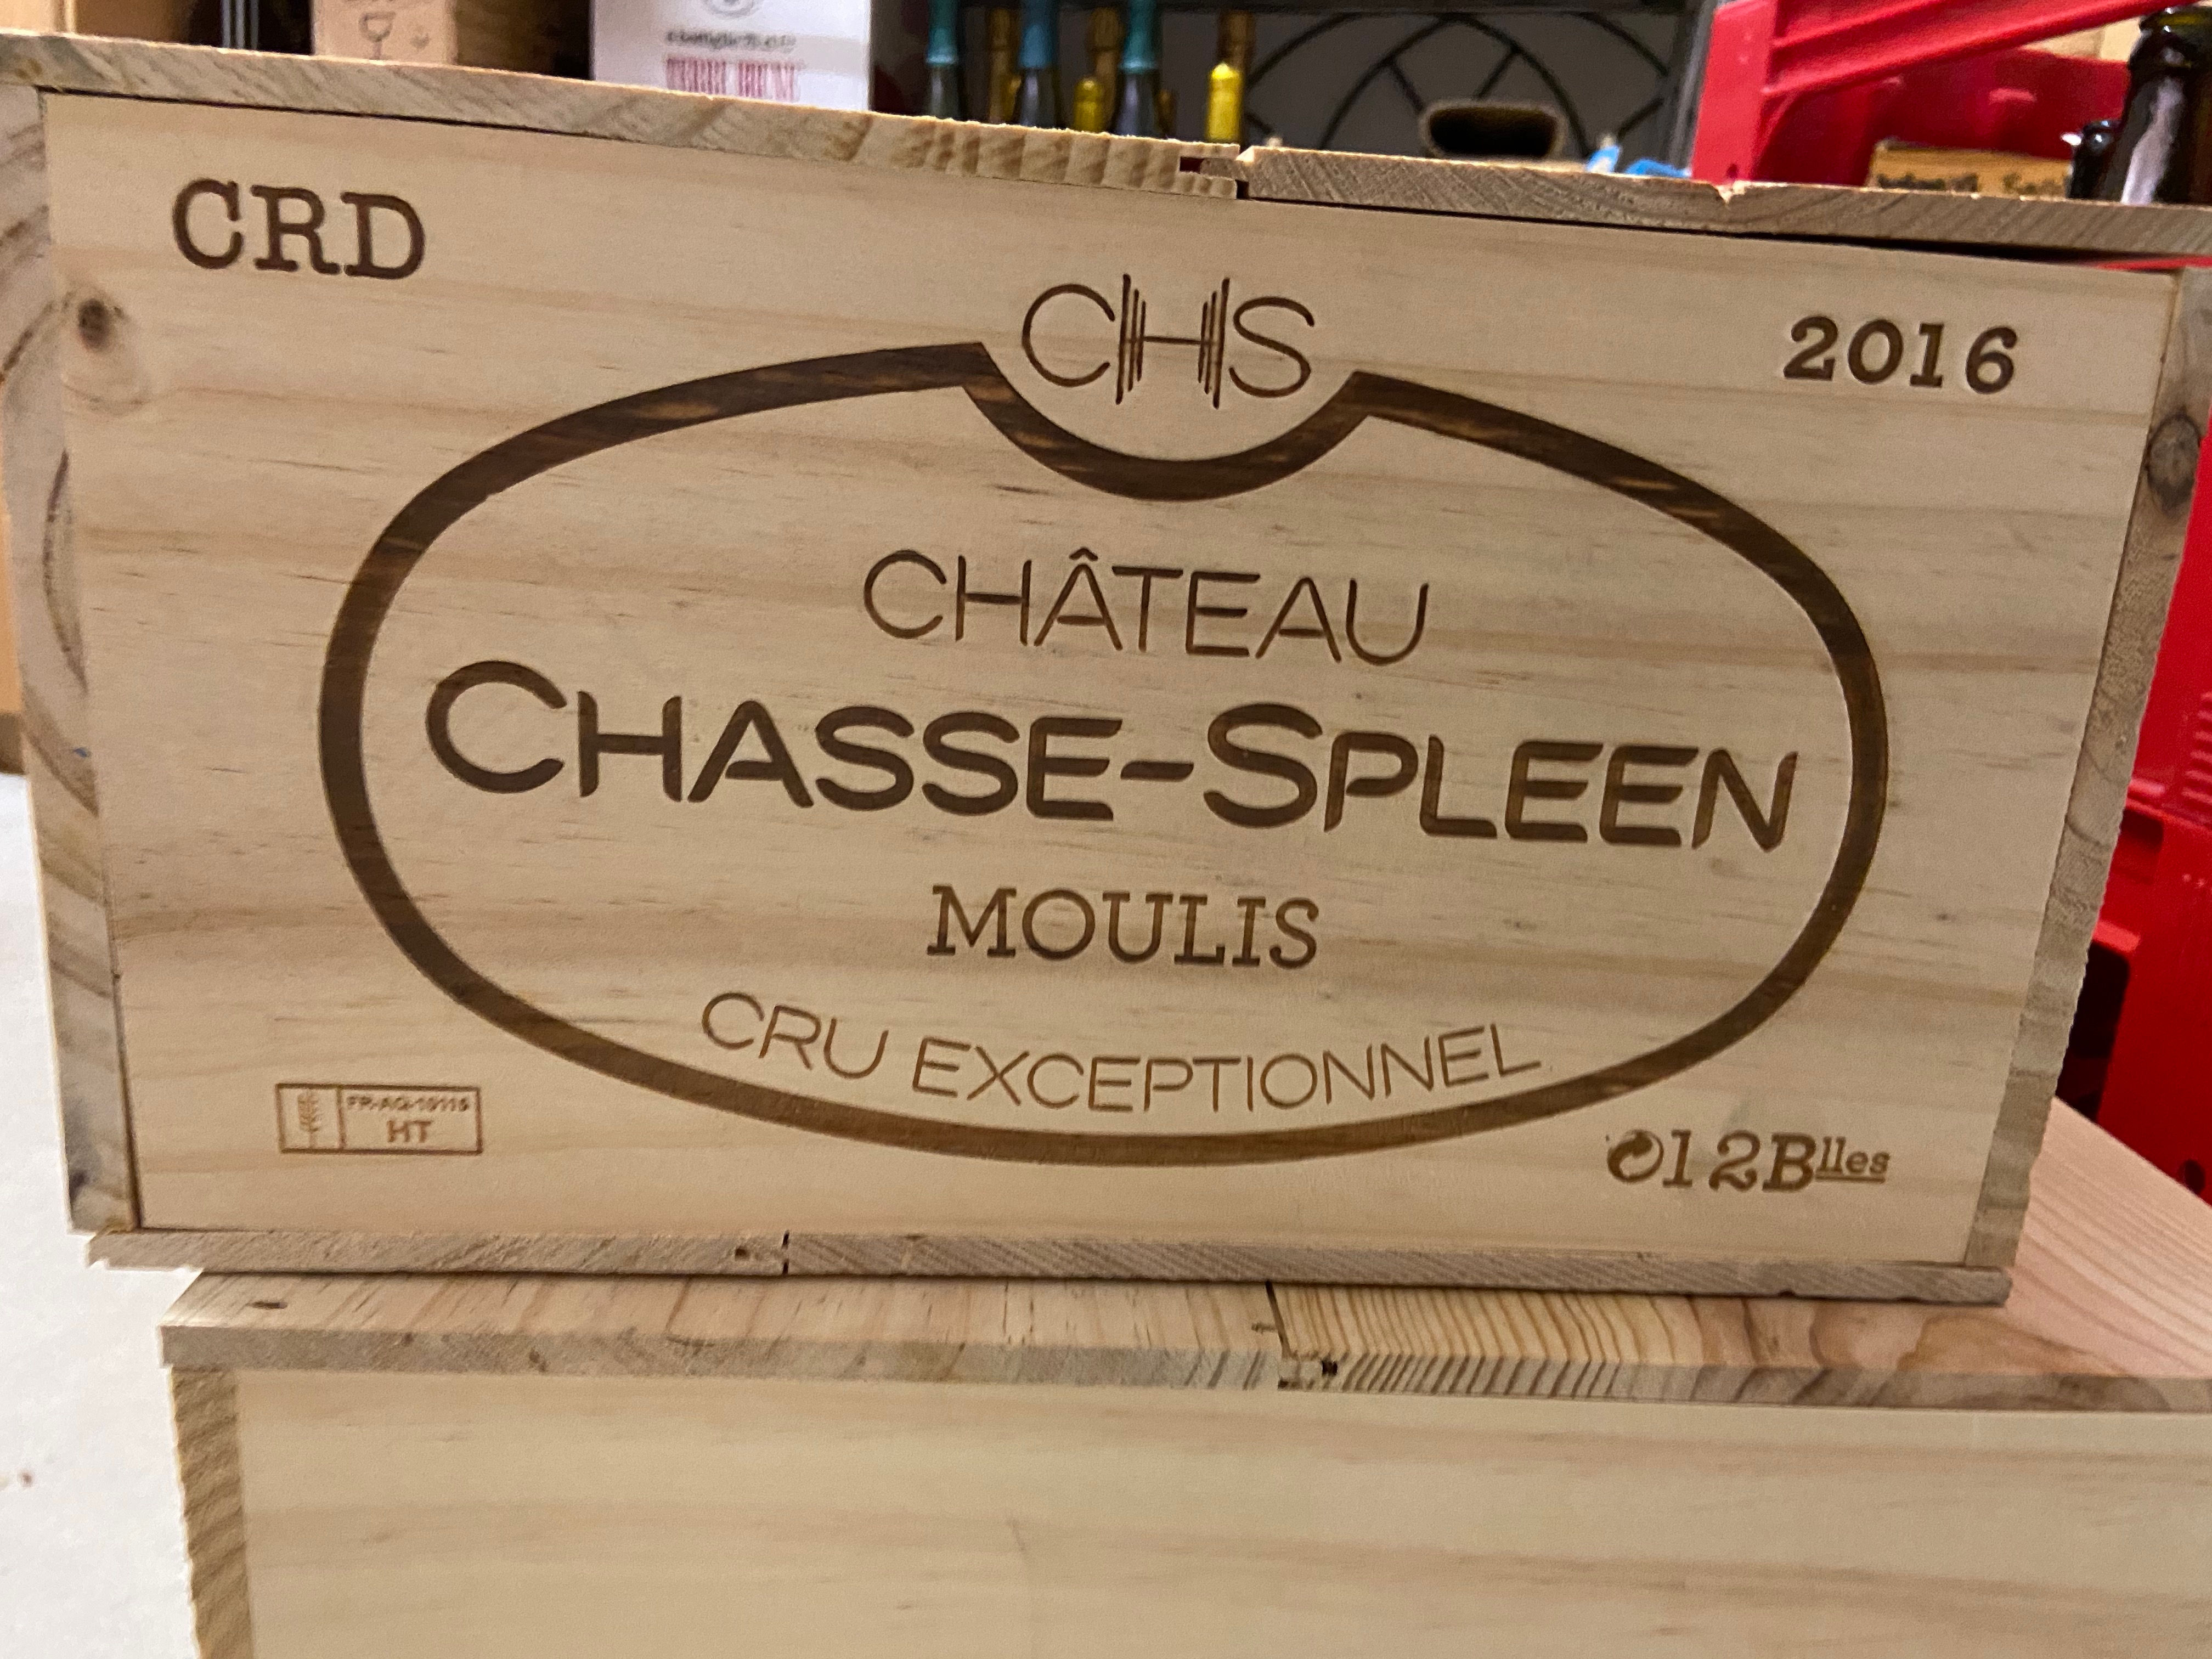 CRD
CHS
2016
CHÂTEAU
CHASSE-SPLEEN
MOULIS
CRU EXCEPTIONNEL
HT
12Blles